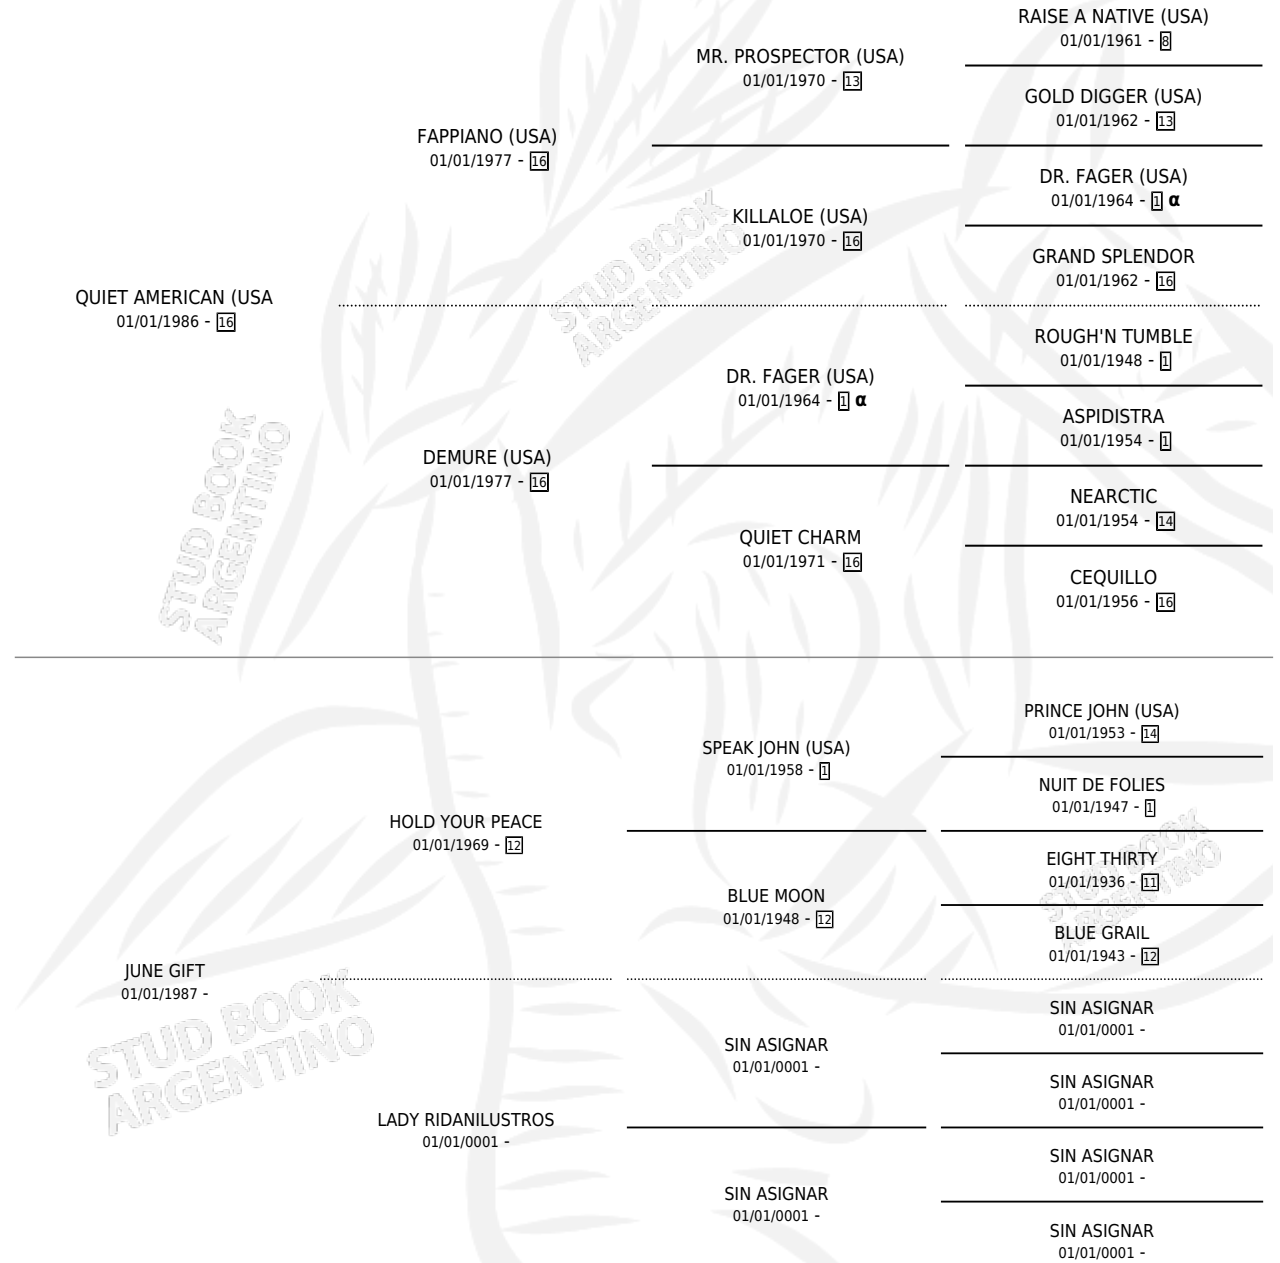 RAISE A NATIVE (USA)
01/01/1961 - 8
MR. PROSPECTOR (USA)
01/01/1970 - 13
GOLD DIGGER (USA)
01/01/1962 - 13
FAPPIANO (USA)
01/01/1977 - 16
DR. FAGER (USA)
01/01/1964 - 1 α
KILLALOE (USA)
01/01/1970 - 16
GRAND SPLENDOR
01/01/1962 - 16
QUIET AMERICAN (USA
01/01/1986 - 16
ROUGH'N TUMBLE
01/01/1948 - 1
DR. FAGER (USA)
01/01/1964 - 1 α
ASPIDISTRA
01/01/1954 - 1
DEMURE (USA)
01/01/1977 - 16
NEARCTIC
01/01/1954 - 14
QUIET CHARM
01/01/1971 - 16
CEQUILLO
01/01/1956 - 16
PRINCE JOHN (USA)
01/01/1953 - 14
SPEAK JOHN (USA)
01/01/1958 - 1
NUIT DE FOLIES
01/01/1947 - 1
HOLD YOUR PEACE
01/01/1969 - 12
EIGHT THIRTY
01/01/1936 - 11
BLUE MOON
01/01/1948 - 12
BLUE GRAIL
01/01/1943 - 12
JUNE GIFT
01/01/1987 -
SIN ASIGNAR
01/01/0001 -
SIN ASIGNAR
01/01/0001 -
SIN ASIGNAR
01/01/0001 -
LADY RIDANILUSTROS
01/01/0001 -
SIN ASIGNAR
01/01/0001 -
SIN ASIGNAR
01/01/0001 -
SIN ASIGNAR
01/01/0001 -
STUD BOOK
ARGENTINO
STUD BOOK
ARGENTINO
STUD BOOK
ARGENTINO
STUD BOOK
ARGENTINO